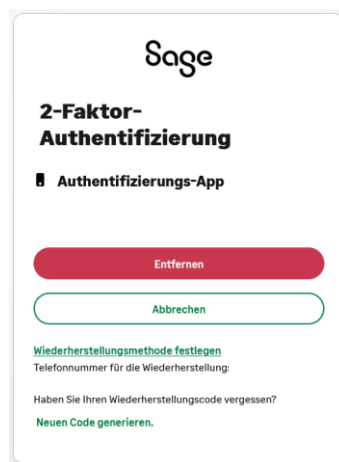 Sage
2-Faktor-
Authentifizierung
Authentifizierungs-App
Entfernen
Abbrechen
Wiederherstellungsmethode festlegen
Telefonnummer für die Wiederherstellung:
Haben Sie Ihren Wiederherstellungscode vergessen?
Neuen Code generieren.